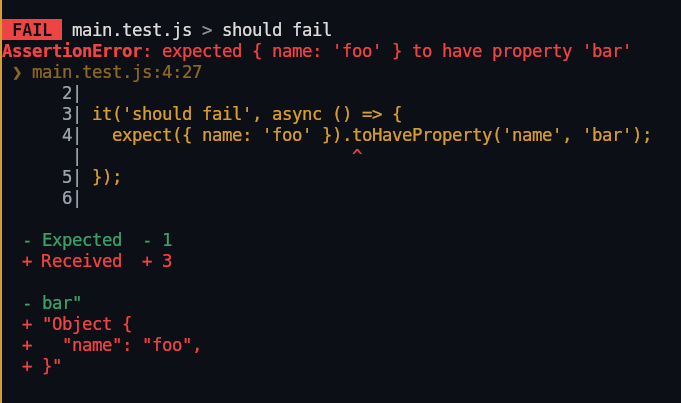 FAIL main.test.js > should fail
AssertionError: expected { name: 'foo' } to have property 'bar'
❯ main.test.js:4:27
2|
3| it('should fail', async () => {
4|   expect({ name: 'foo' }).toHaveProperty('name', 'bar');
 |                           ^
5| });
6|
- Expected  - 1
+ Received  + 3
- bar"
+ "Object {
+   "name": "foo",
+ }"